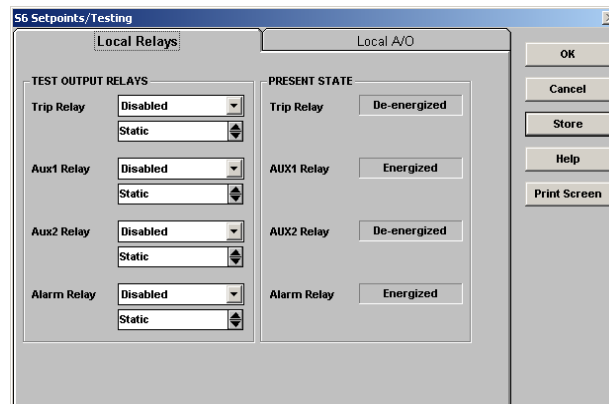 S6 Setpoints/Testing
Local Relays
Local A/O
TEST OUTPUT RELAYS
Trip Relay Disabled
Static
Aux1 Relay Disabled
Static
Aux2 Relay Disabled
Static
Alarm Relay Disabled
Static
PRESENT STATE
Trip Relay De-energized
AUX1 Relay Energized
AUX2 Relay De-energized
Alarm Relay Energized
OK
Cancel
Store
Help
Print Screen